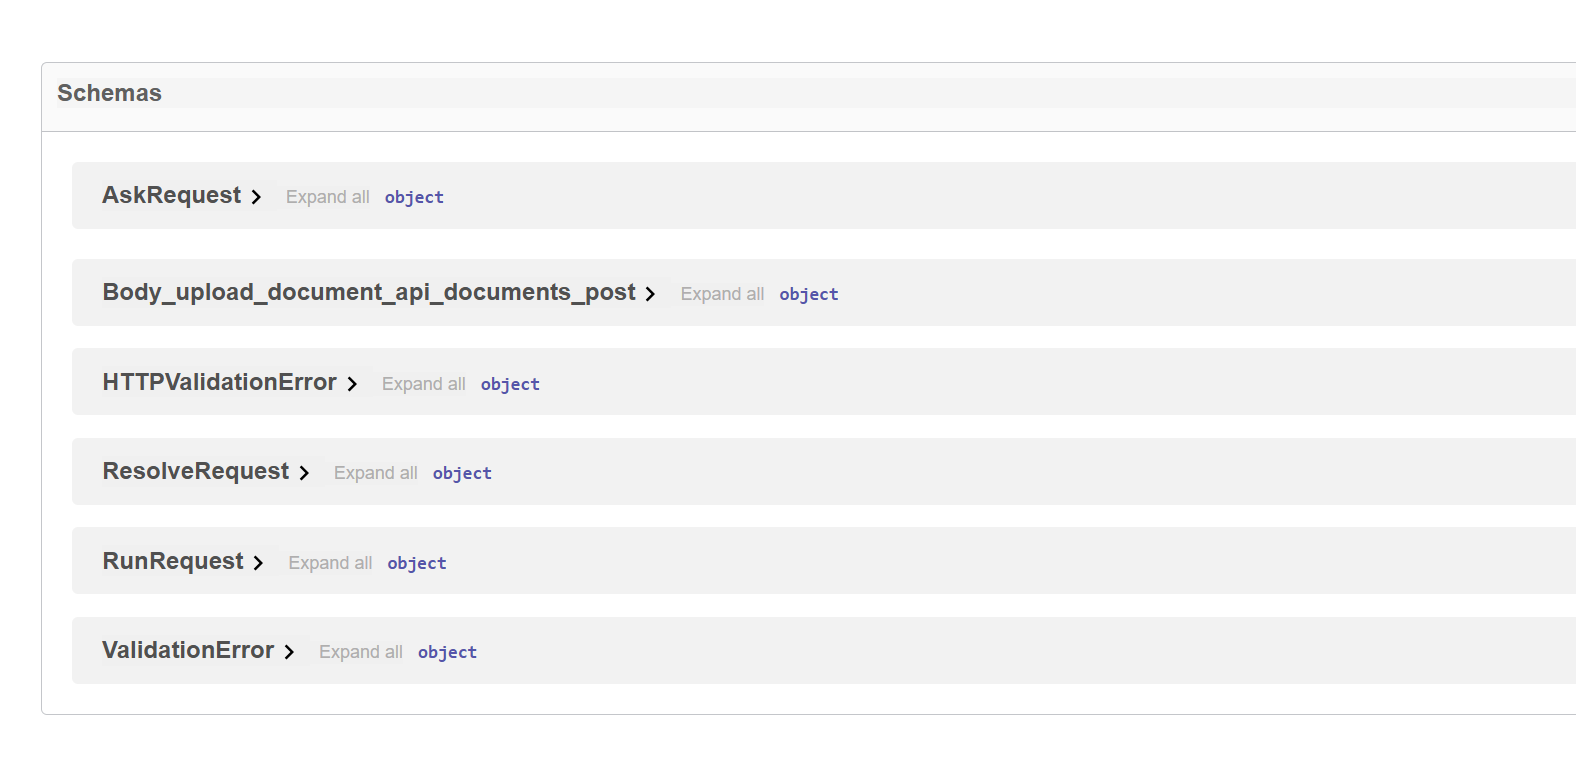 Schemas
AskRequest Expand all object
Body_upload_document_api_documents_post Expand all object
HTTPValidationError Expand all object
ResolveRequest Expand all object
RunRequest Expand all object
ValidationError Expand all object